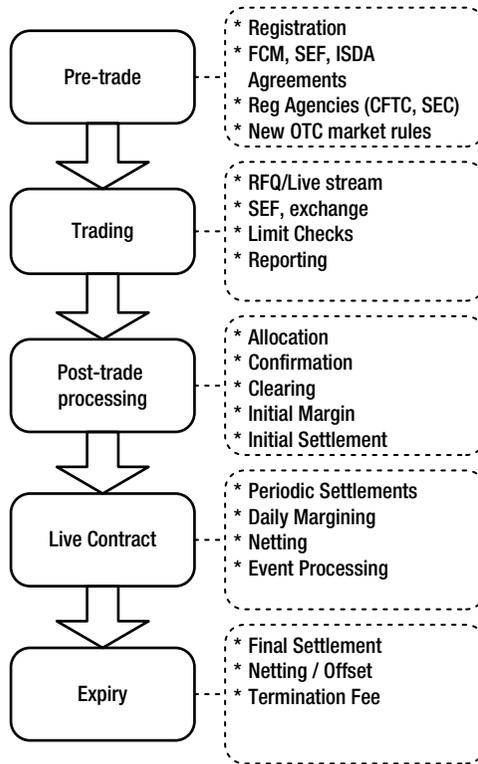 Pre-trade
* Registration
* FCM, SEF, ISDA
Agreements
* Reg Agencies (CFTC, SEC)
* New OTC market rules
Trading
* RFQ/Live stream
* SEF, exchange
* Limit Checks
* Reporting
Post-trade
processing
* Allocation
* Confirmation
* Clearing
* Initial Margin
* Initial Settlement
Live Contract
* Periodic Settlements
* Daily Margining
* Netting
* Event Processing
Expiry
* Final Settlement
* Netting / Offset
* Termination Fee